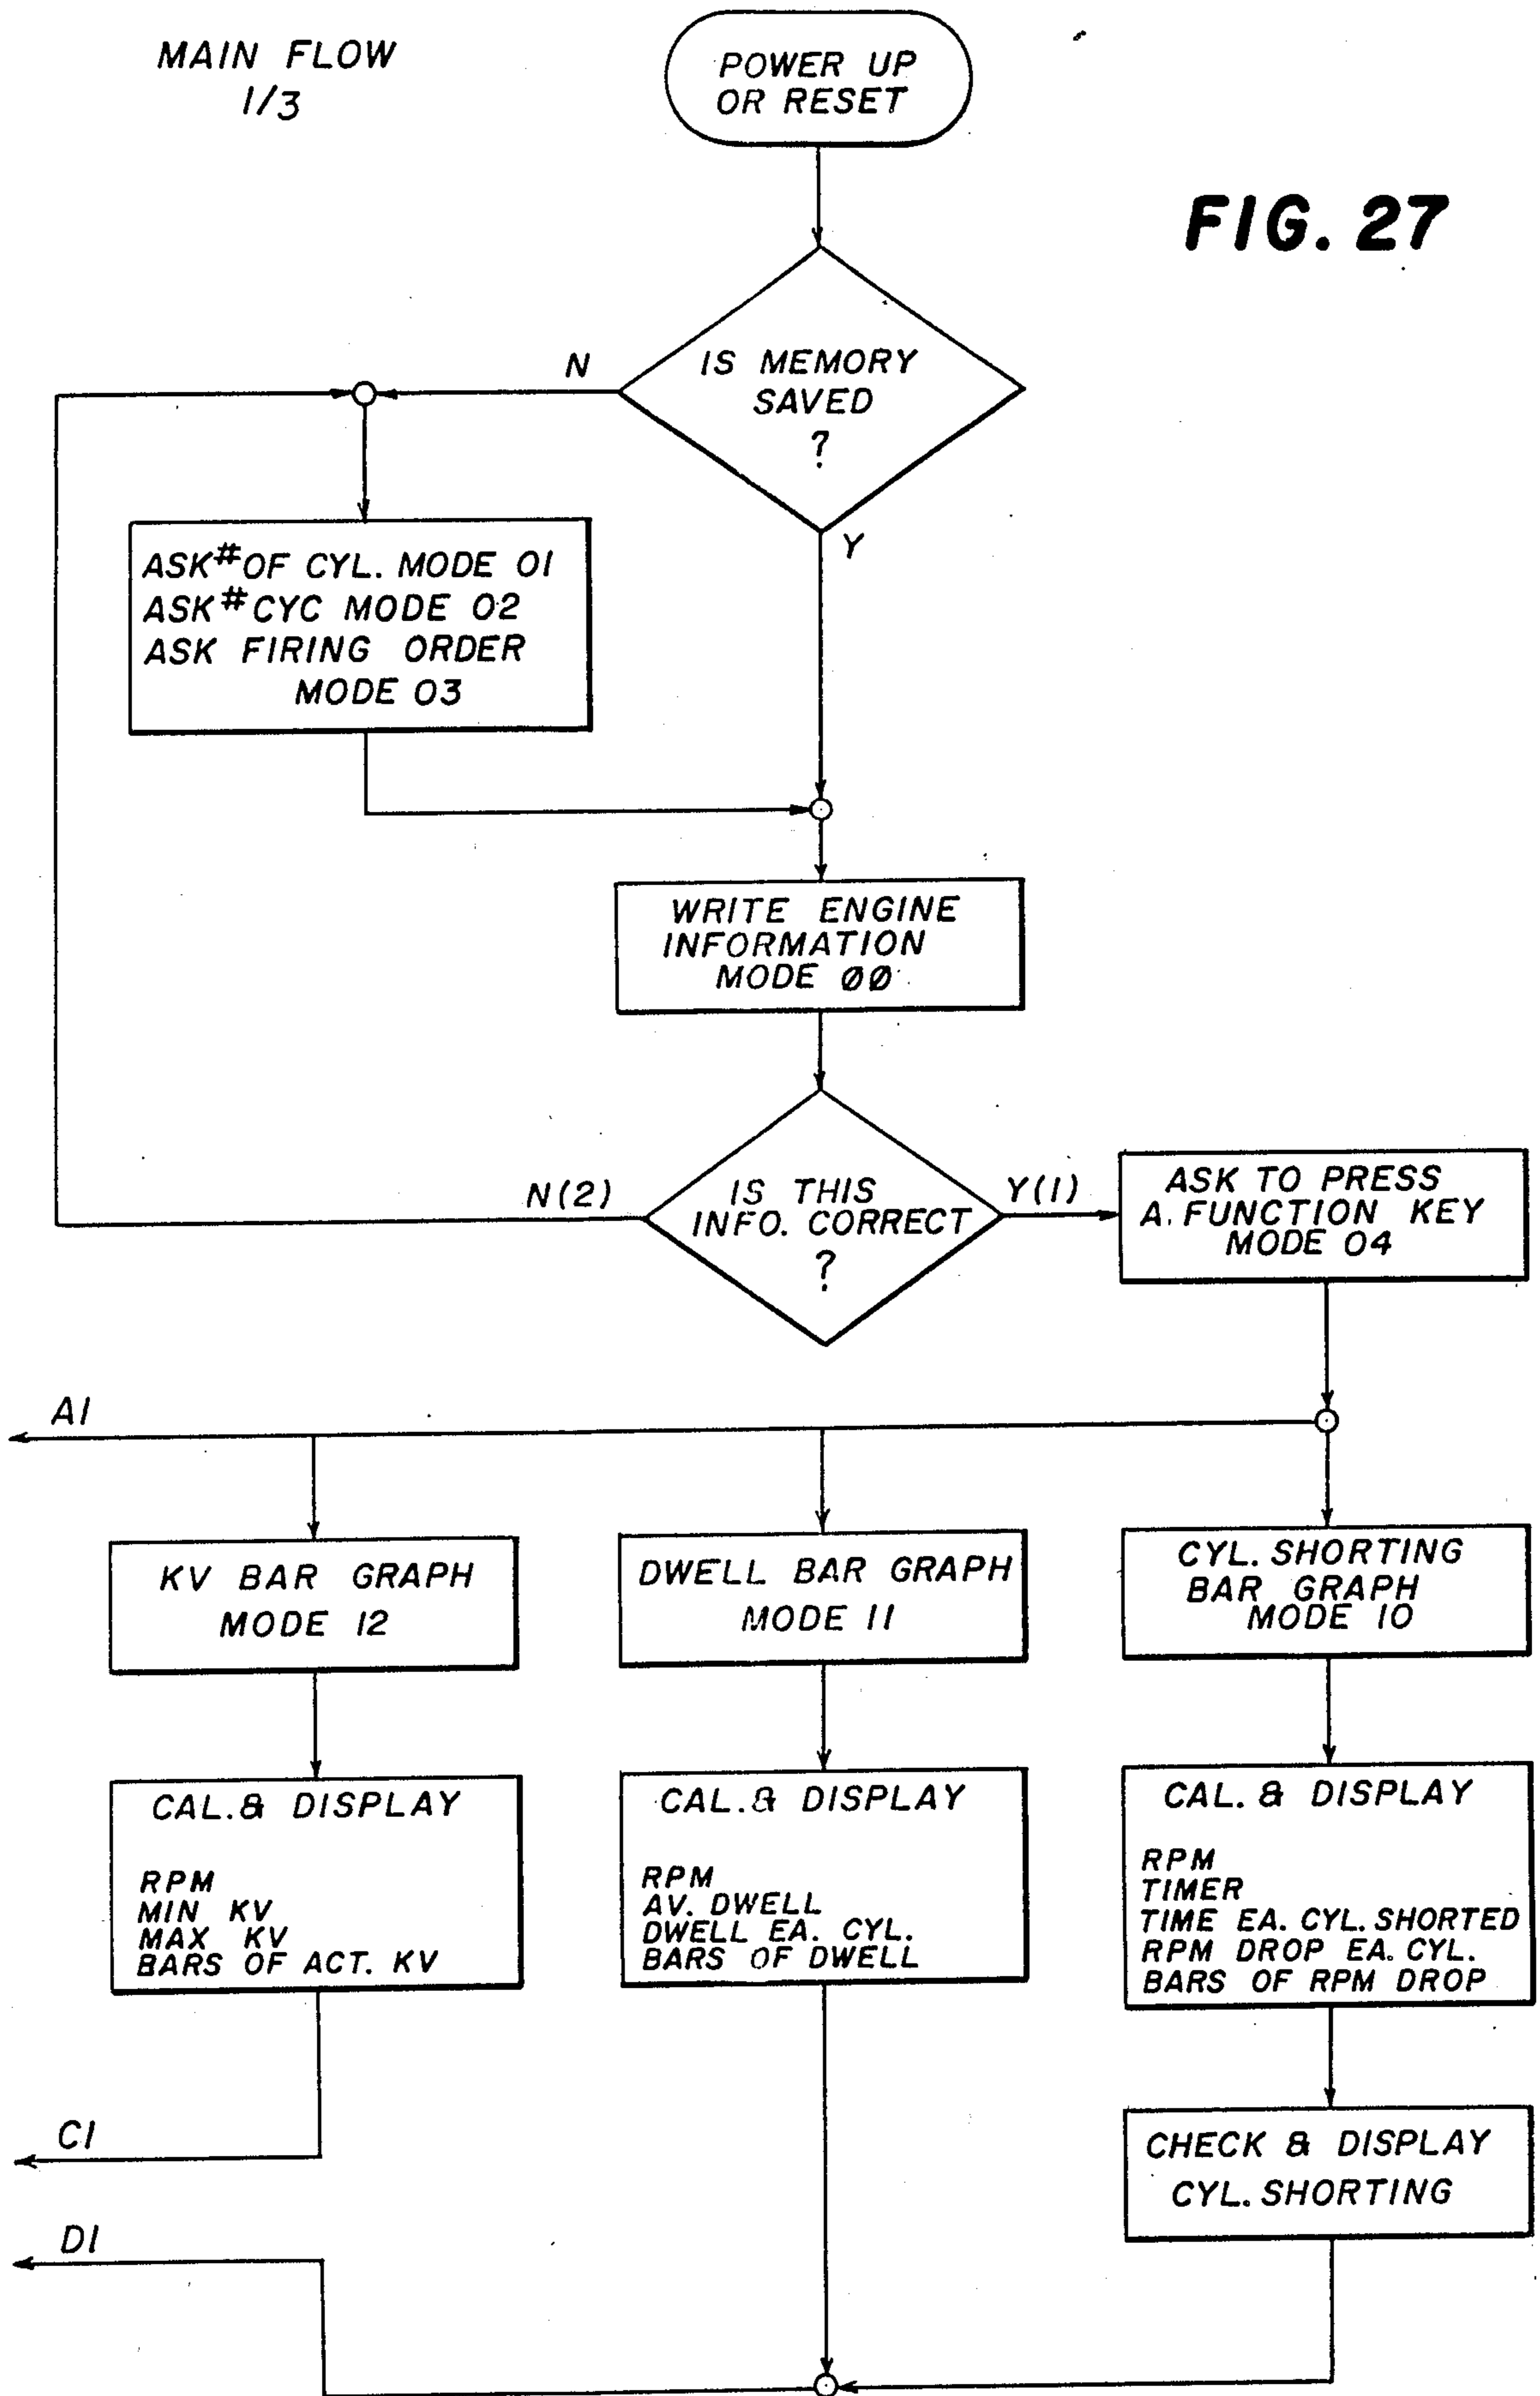 MAIN FLOW
1/3
POWER UP
OR RESET
FIG. 27
IS MEMORY
SAVED
?
N
Y
ASK # OF CYL. MODE 01
ASK # CYC MODE 02
ASK FIRING ORDER
MODE 03
WRITE ENGINE
INFORMATION
MODE 00
IS THIS
INFO. CORRECT
?
N(2)
Y(1)
ASK TO PRESS
A. FUNCTION KEY
MODE 04
A1
KV BAR GRAPH
MODE 12
DWELL BAR GRAPH
MODE 11
CYL. SHORTING
BAR GRAPH
MODE 10
CAL. & DISPLAY
RPM
MIN KV
MAX KV
BARS OF ACT. KV
CAL. & DISPLAY
RPM
AV. DWELL
DWELL EA. CYL.
BARS OF DWELL
CAL. & DISPLAY
RPM
TIMER
TIME EA. CYL. SHORTED
RPM DROP EA. CYL.
BARS OF RPM DROP
C1
CHECK & DISPLAY
CYL. SHORTING
D1